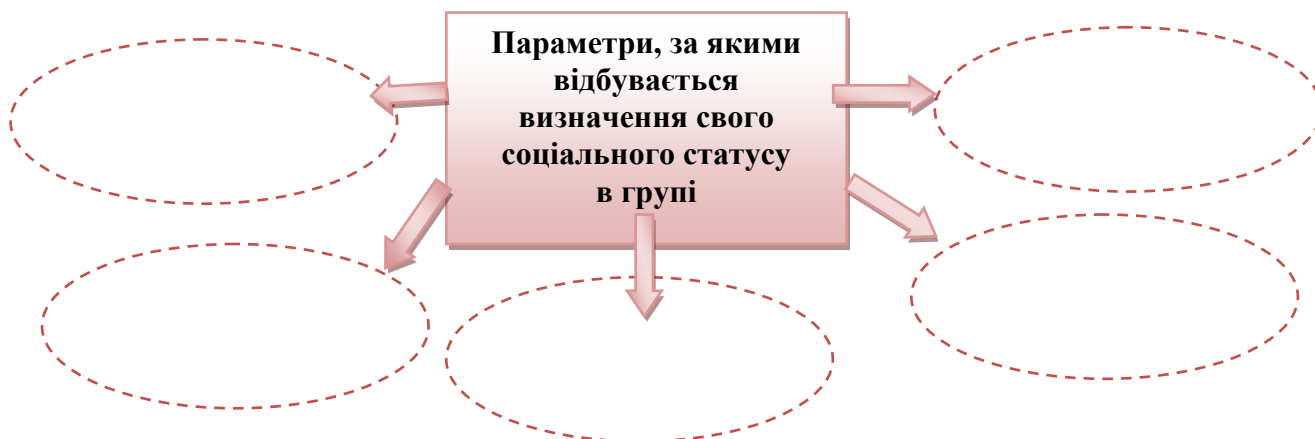 Параметри, за якими
відбувається
визначення свого
соціального статусу
в групі